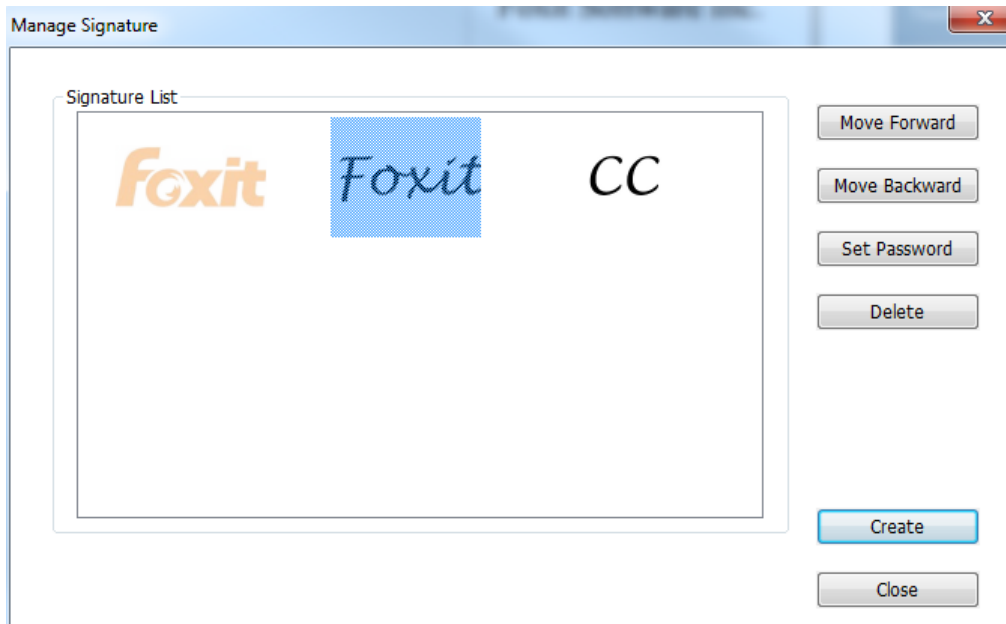 Manage Signature
Signature List
Foxit
Foxit
CC
Move Forward
Move Backward
Set Password
Delete
Create
Close